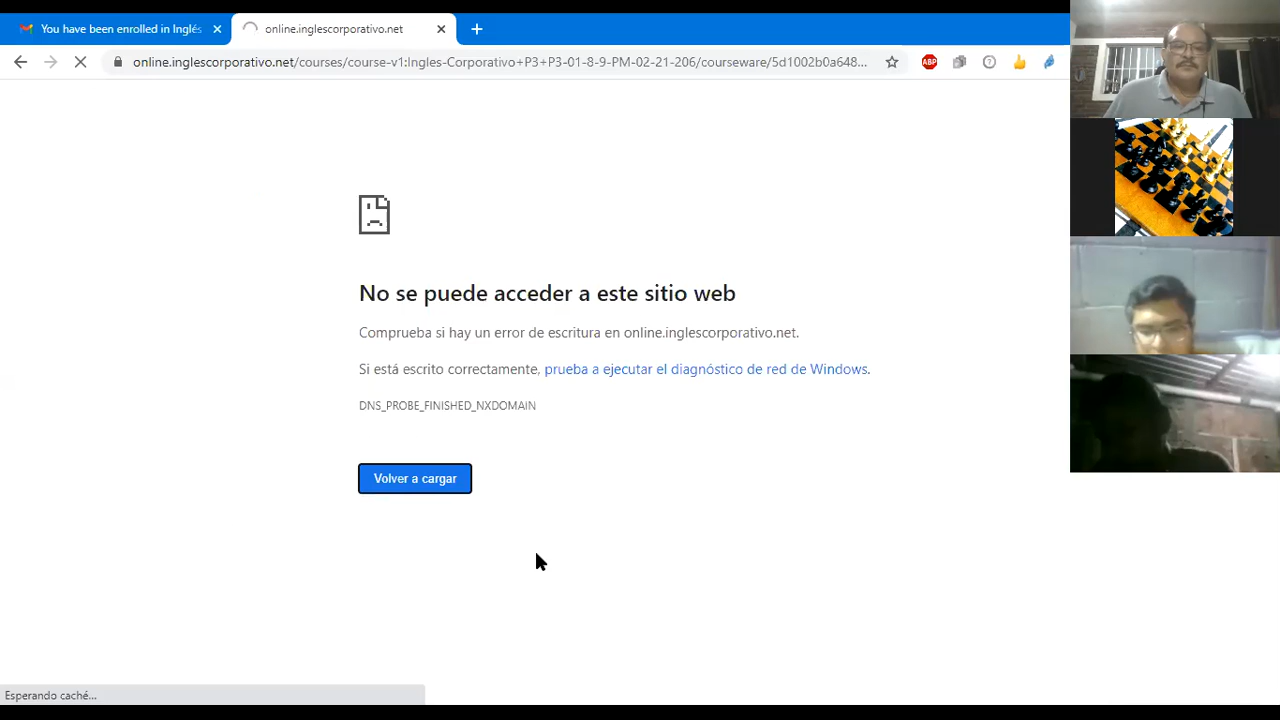 You have been enrolled in Inglés
online.inglescorporativo.net
online.inglescorporativo.net/courses/course-v1:Ingles-Corporativo+P3+P3-01-8-9-PM-02-21-206/courseware/5d1002b0a648...
ABP
No se puede acceder a este sitio web
Comprueba si hay un error de escritura en online.inglescorporativo.net.
Si está escrito correctamente, prueba a ejecutar el diagnóstico de red de Windows.
DNS_PROBE_FINISHED_NXDOMAIN
Volver a cargar
Esperando caché...